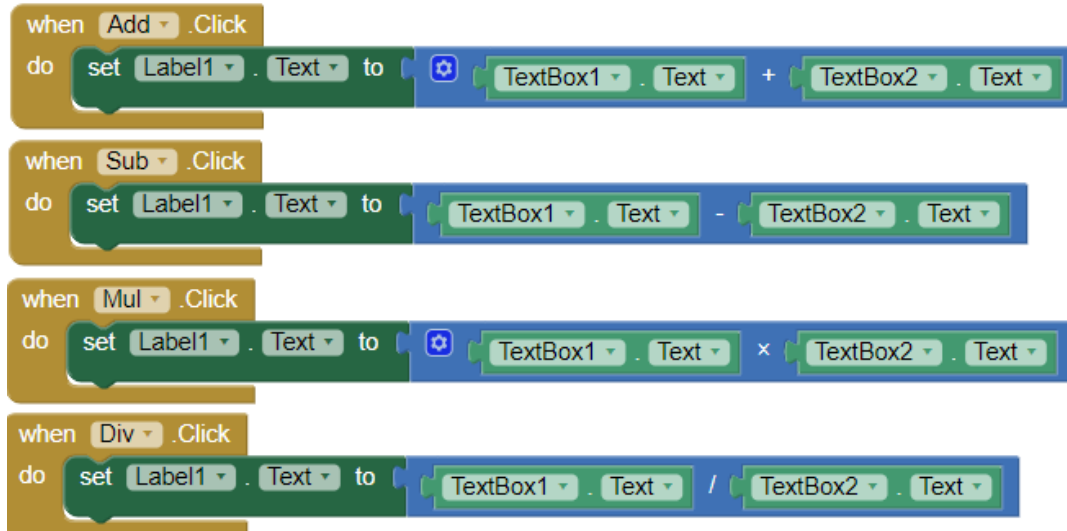 when Add .Click
do set Label1 . Text to TextBox1 . Text + TextBox2 . Text
when Sub .Click
do set Label1 . Text to TextBox1 . Text - TextBox2 . Text
when Mul .Click
do set Label1 . Text to TextBox1 . Text × TextBox2 . Text
when Div .Click
do set Label1 . Text to TextBox1 . Text / TextBox2 . Text